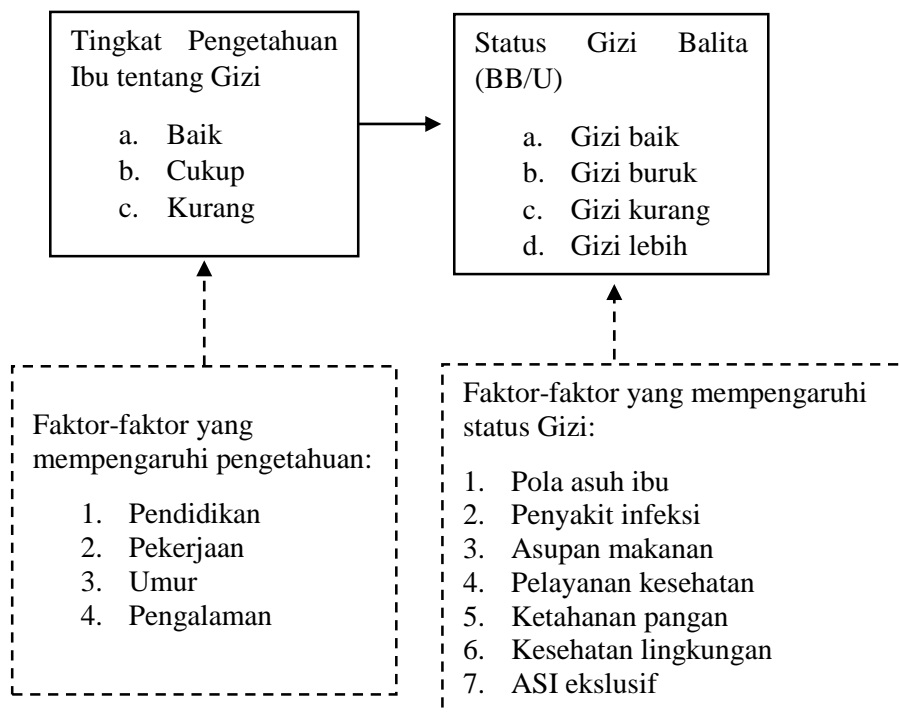 Tingkat Pengetahuan
Ibu tentang Gizi
a. Baik
b. Cukup
c. Kurang
Status Gizi Balita
(BB/U)
a. Gizi baik
b. Gizi buruk
c. Gizi kurang
d. Gizi lebih
Faktor-faktor yang
mempengaruhi pengetahuan:
1. Pendidikan
2. Pekerjaan
3. Umur
4. Pengalaman
Faktor-faktor yang mempengaruhi
status Gizi:
1. Pola asuh ibu
2. Penyakit infeksi
3. Asupan makanan
4. Pelayanan kesehatan
5. Ketahanan pangan
6. Kesehatan lingkungan
7. ASI ekslusif